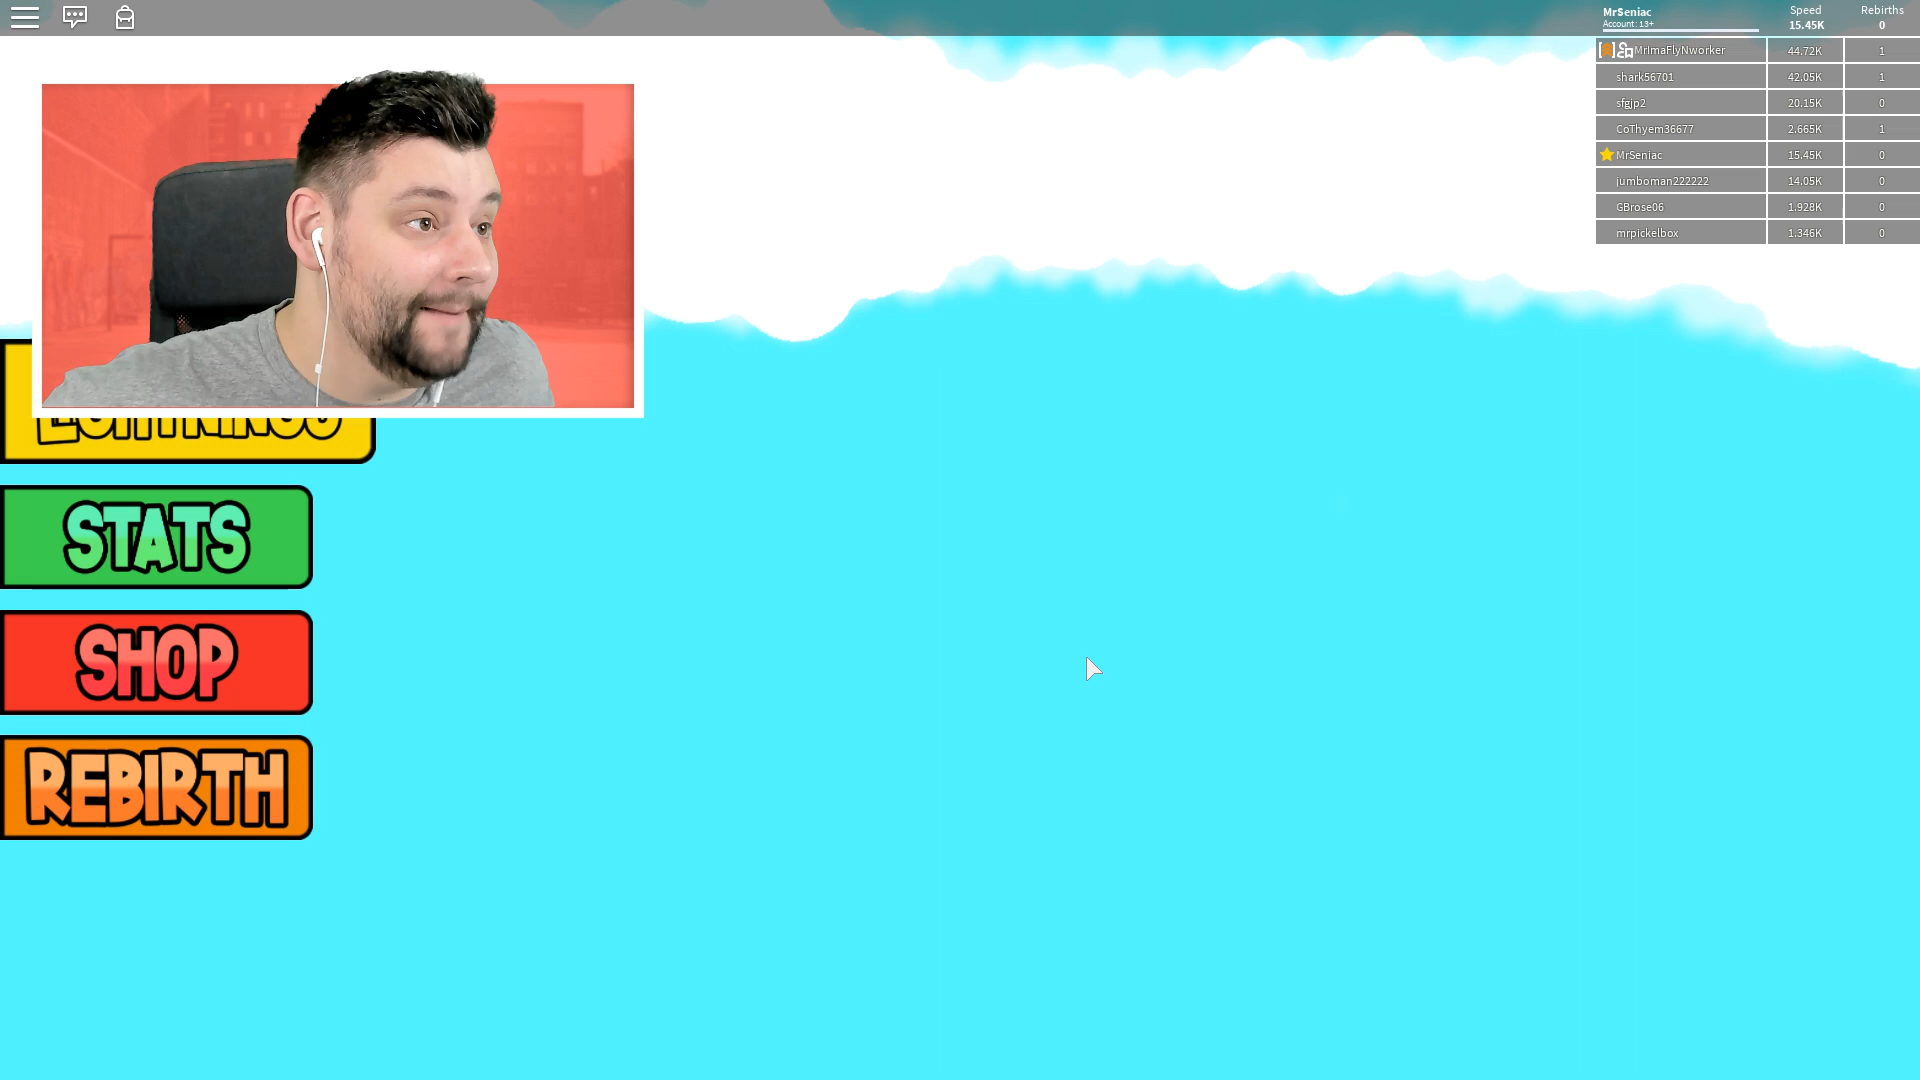 MrSeniac
Account: 13+
Speed
15.45K
Rebirths
0
MrImaFlyNworker 44.72K 1
shark56701 42.05K 1
sfgjp2 20.15K 0
CoThyem36677 2.665K 1
MrSeniac 15.45K 0
jumboman222222 14.05K 0
GBrose06 1.928K 0
mrpickelbox 1.346K 0
STATS
SHOP
REBIRTH